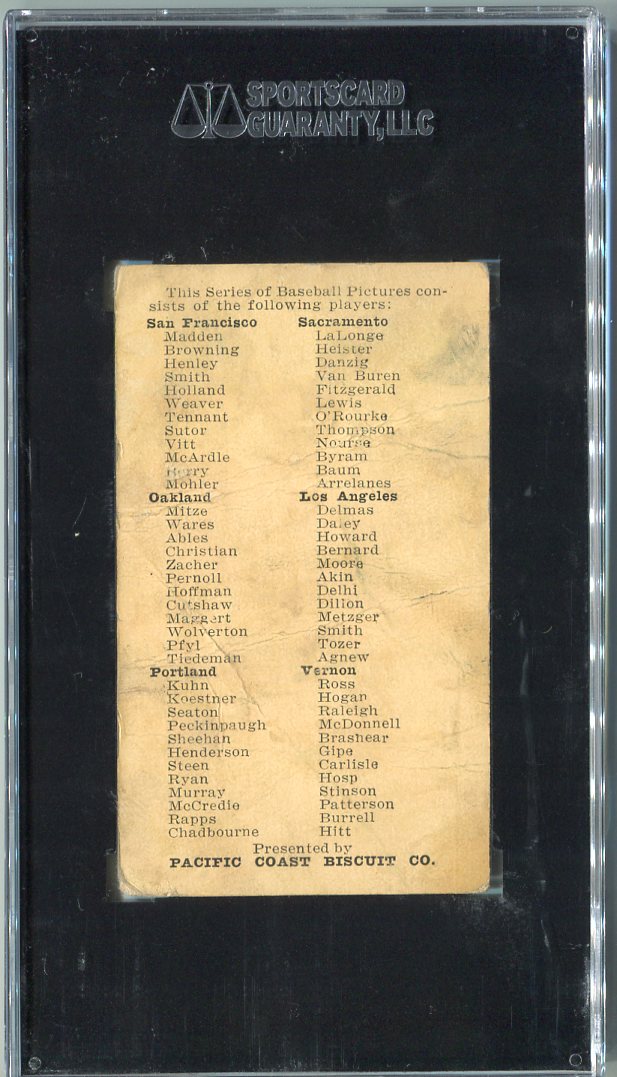 SPORTSCARD
GUARANTY, LLC
This Series of Baseball Pictures con-
sists of the following players:
San Francisco
Madden
Browning
Henley
Smith
Holland
Weaver
Tennant
Sutor
Vitt
McArdle
Berry
Mohler
Oakland
Mitze
Wares
Ables
Christian
Zacher
Pernoll
Hoffman
Cutshaw
Maggert
Wolverton
Pfyl
Tiedeman
Portland
Kuhn
Koestner
Seaton
Peckinpaugh
Sheehan
Henderson
Steen
Ryan
Murray
McCredie
Rapps
Chadbourne
Sacramento
LaLonge
Heister
Danzig
Van Buren
Fitzgerald
Lewis
O'Rourke
Thompson
Nourse
Byram
Baum
Arrelanes
Los Angeles
Delmas
Daley
Howard
Bernard
Moore
Akin
Delhi
Dillon
Metzger
Smith
Tozer
Agnew
Vernon
Ross
Hogan
Raleigh
McDonnell
Brashear
Gipe
Carlisle
Hosp
Stinson
Patterson
Burrell
Hitt
Presented by
PACIFIC COAST BISCUIT CO.